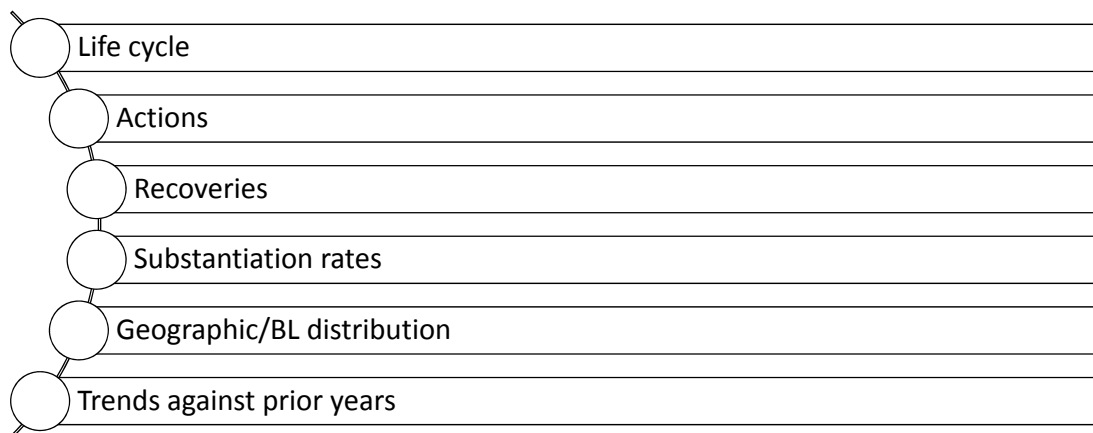 Life cycle
Actions
Recoveries
Substantiation rates
Geographic/BL distribution
Trends against prior years